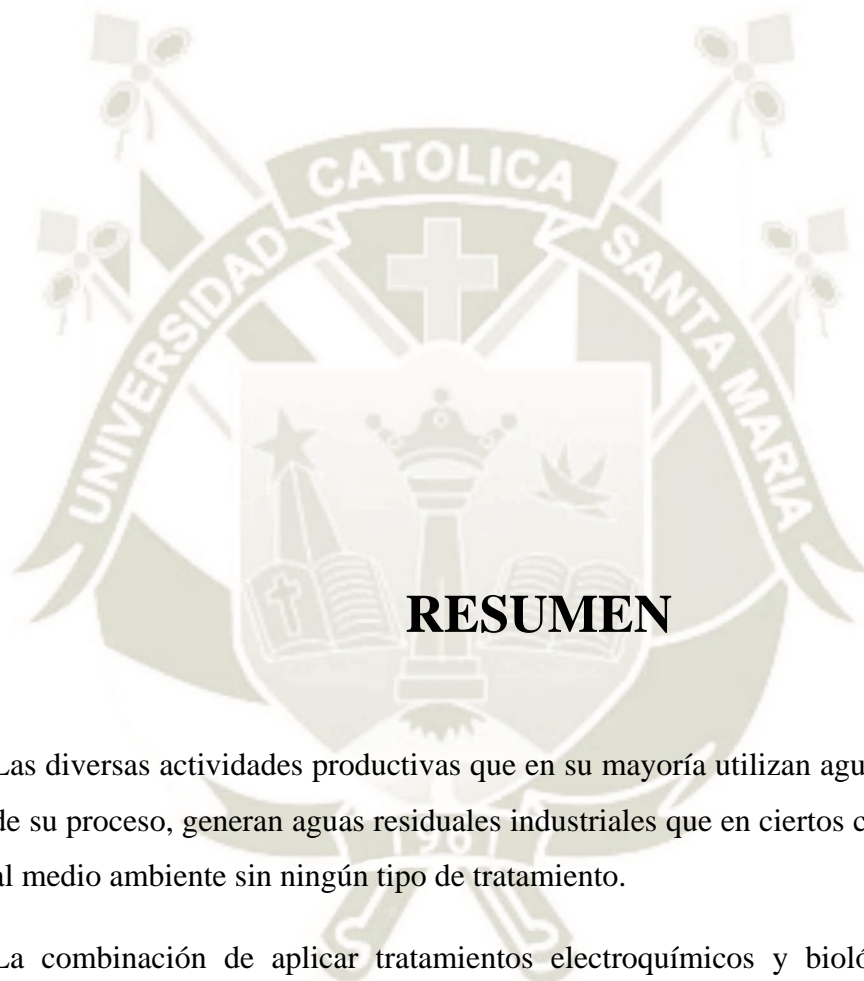 UNIVERSIDAD CATOLICA SANTA MARIA
RESUMEN
Las diversas actividades productivas que en su mayoría utilizan
de su proceso, generan aguas residuales industriales que en ciertos
al medio ambiente sin ningún tipo de tratamiento.
La combinación de aplicar tratamientos electroquímicos y